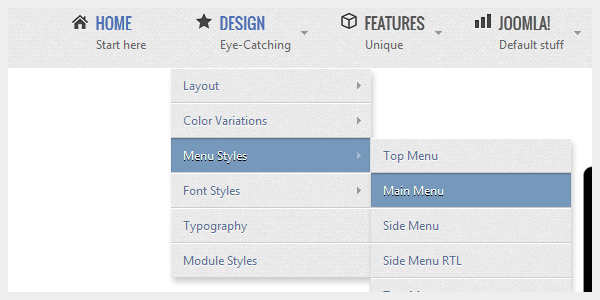 HOME
Start here
DESIGN
Eye-Catching
FEATURES
Unique
JOOMLA!
Default stuff
Layout
Color Variations
Menu Styles
Font Styles
Typography
Module Styles
Top Menu
Main Menu
Side Menu
Side Menu RTL